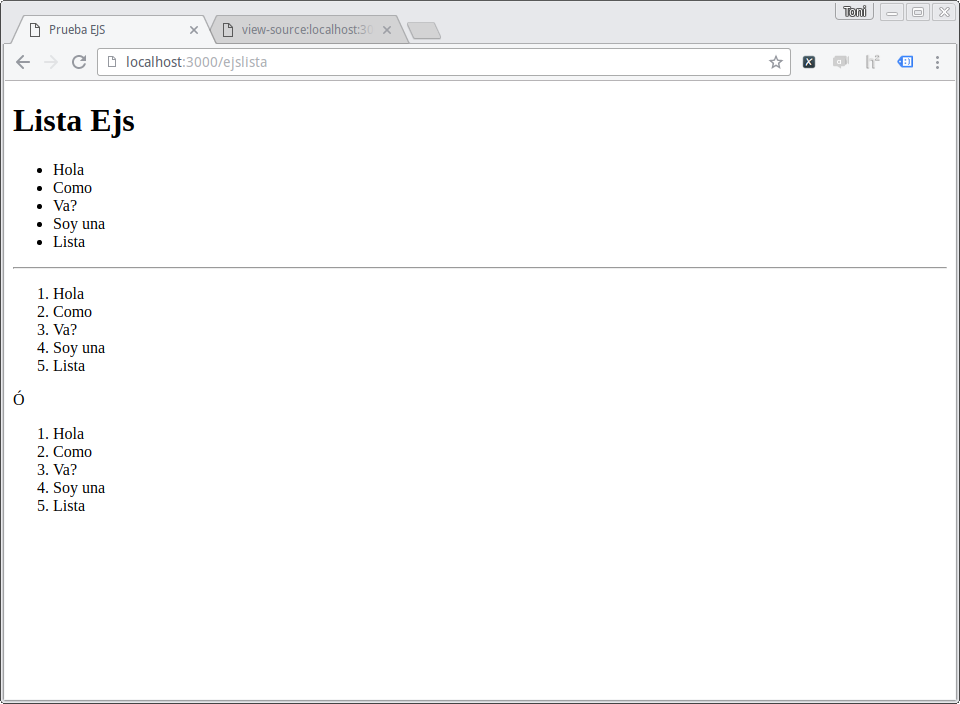 Toni
Prueba EJS
view-source:localhost:30
localhost:3000/ejslista
Lista Ejs
• Hola
• Como
• Va?
• Soy una
• Lista
1. Hola
2. Como
3. Va?
4. Soy una
5. Lista
Ó
1. Hola
2. Como
3. Va?
4. Soy una
5. Lista